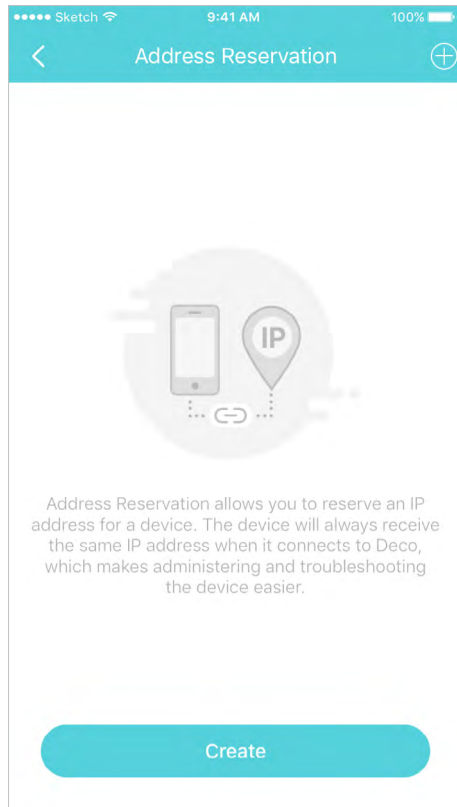 Sketch 9:41 AM 100%
Address Reservation
IP
Address Reservation allows you to reserve an IP
address for a device. The device will always receive
the same IP address when it connects to Deco,
which makes administering and troubleshooting
the device easier.
Create